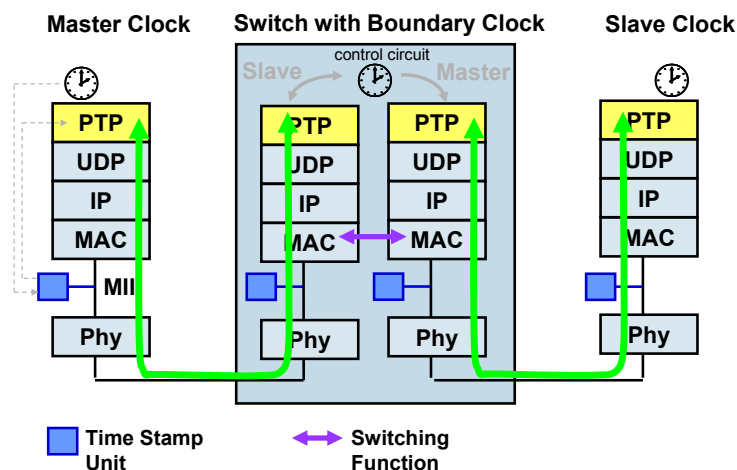 Master Clock
Switch with Boundary Clock
Slave Clock
control circuit
Slave
Master
PTP
UDP
IP
MAC
MII
Phy
PTP
UDP
IP
MAC
Phy
PTP
UDP
IP
MAC
Phy
PTP
UDP
IP
MAC
Phy
Time Stamp
Unit
Switching
Function